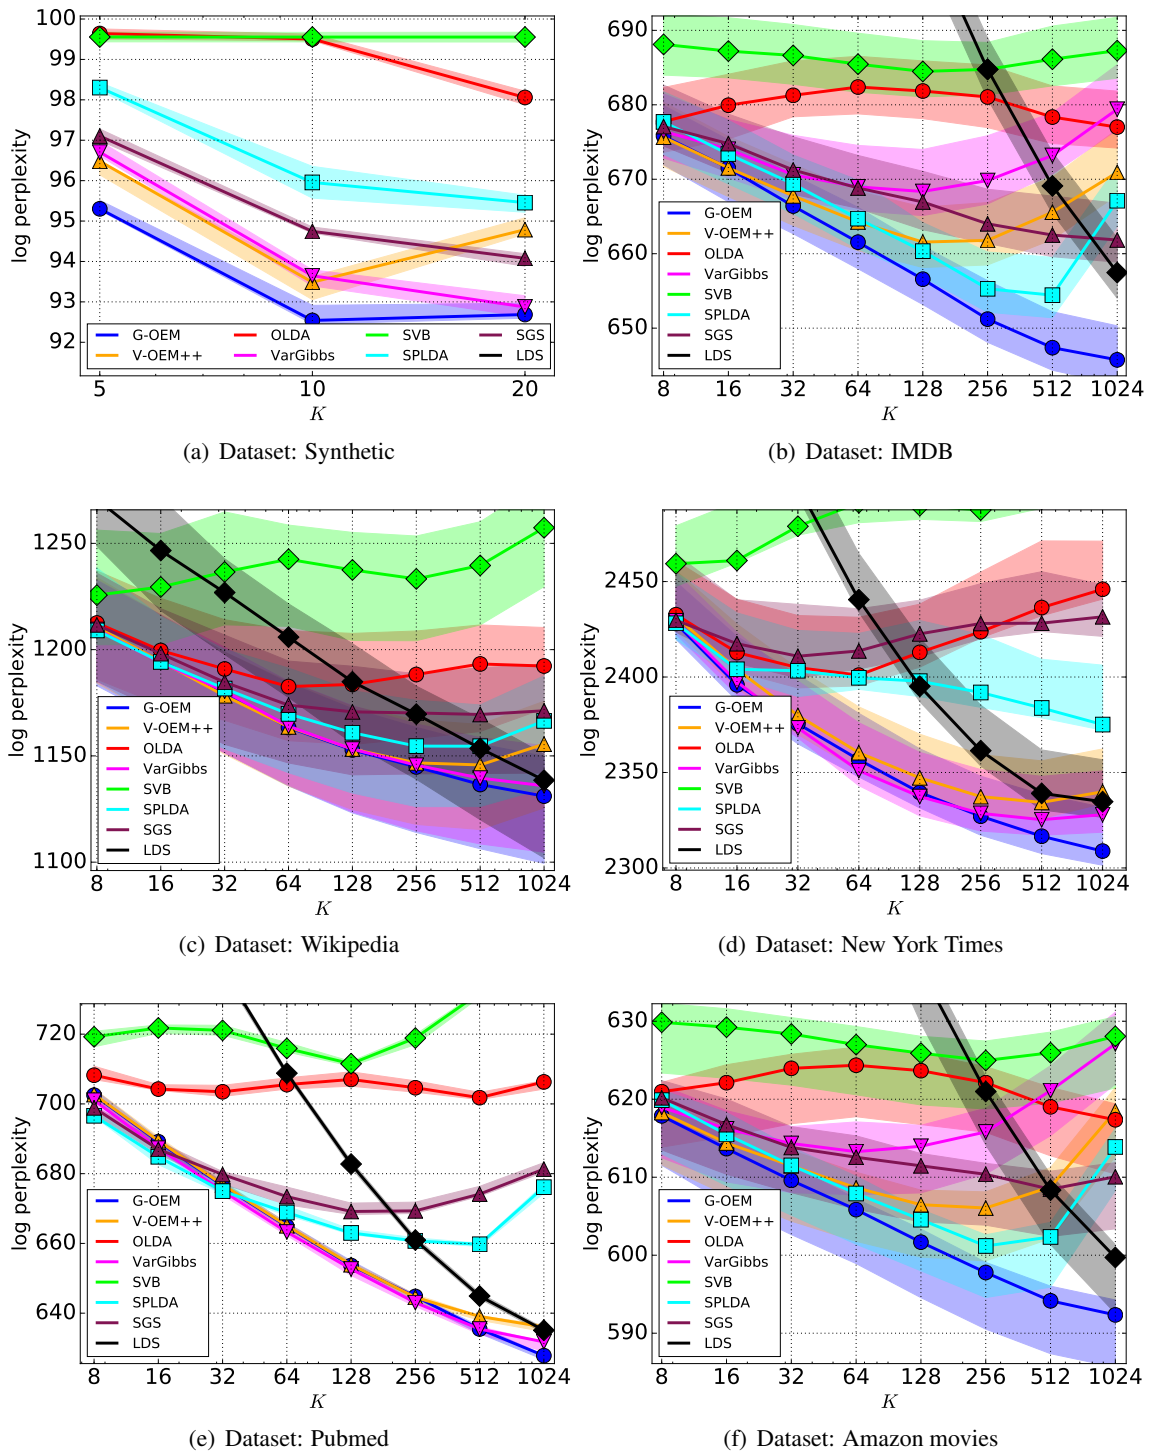 100
99
98
97
96
95
94
93
92
log perplexity
G-OEM
V-OEM++
OLDA
VarGibbs
SVB
SPLDA
SGS
LDS
5 10 20
K
(a) Dataset: Synthetic
690
680
670
660
650
log perplexity
G-OEM
V-OEM++
OLDA
VarGibbs
SVB
SPLDA
SGS
LDS
8 16 32 64 128 256 512 1024
K
(b) Dataset: IMDB
1250
1200
1150
1100
log perplexity
G-OEM
V-OEM++
OLDA
VarGibbs
SVB
SPLDA
SGS
LDS
8 16 32 64 128 256 512 1024
K
(c) Dataset: Wikipedia
2450
2400
2350
2300
log perplexity
G-OEM
V-OEM++
OLDA
VarGibbs
SVB
SPLDA
SGS
LDS
8 16 32 64 128 256 512 1024
K
(d) Dataset: New York Times
720
700
680
660
640
log perplexity
G-OEM
V-OEM++
OLDA
VarGibbs
SVB
SPLDA
SGS
LDS
8 16 32 64 128 256 512 1024
K
(e) Dataset: Pubmed
630
620
610
600
590
log perplexity
G-OEM
V-OEM++
OLDA
VarGibbs
SVB
SPLDA
SGS
LDS
8 16 32 64 128 256 512 1024
K
(f) Dataset: Amazon movies